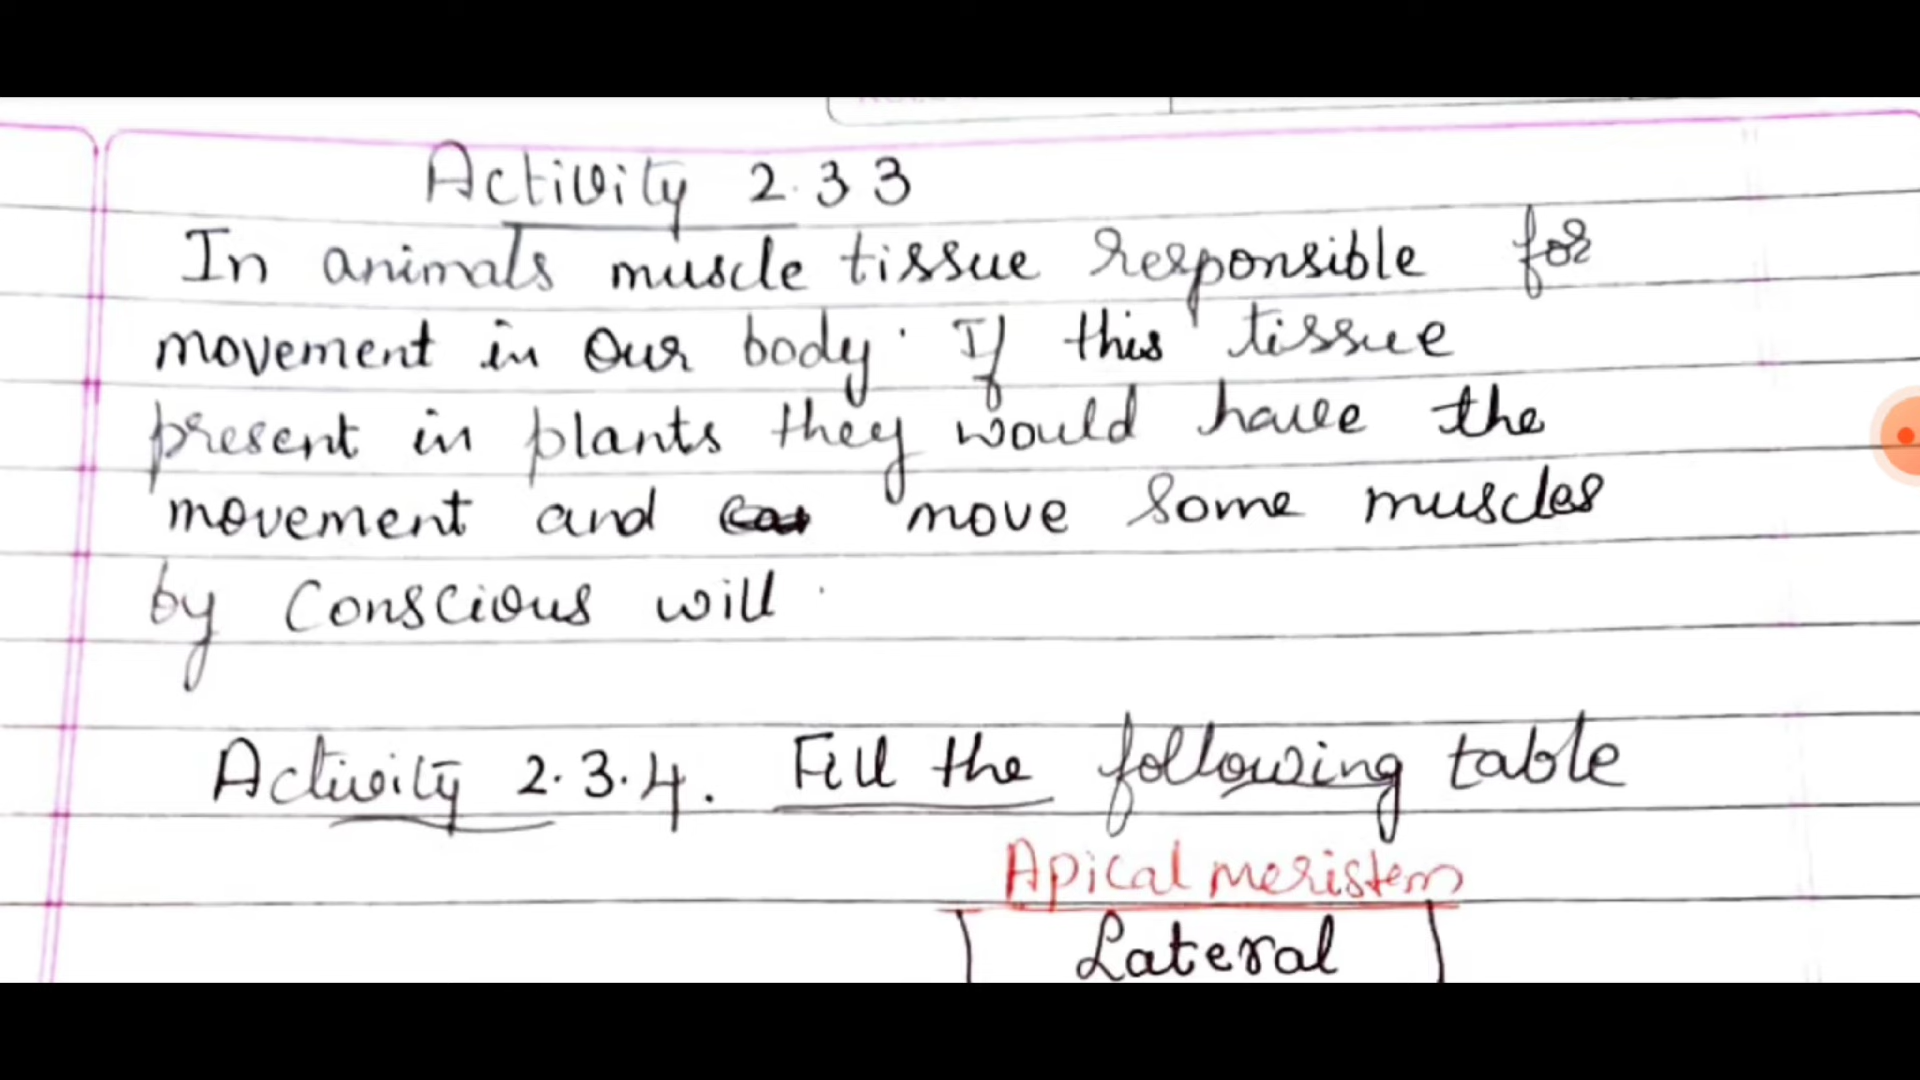 Activity 2.33
In animals muscle tissue responsible for
movement in our body. If this tissue
present in plants they would have the
movement and move some muscles
by Conscious will.
Activity 2.3.4. Fill the following table
Apical meristem
Lateral